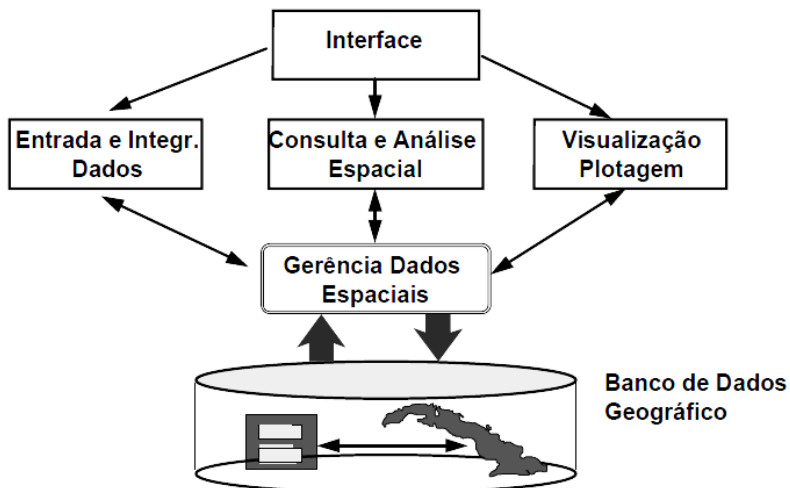 Interface
Entrada e Integr.
Dados
Consulta e Análise
Espacial
Visualização
Plotagem
Gerência Dados
Espaciais
Banco de Dados
Geográfico